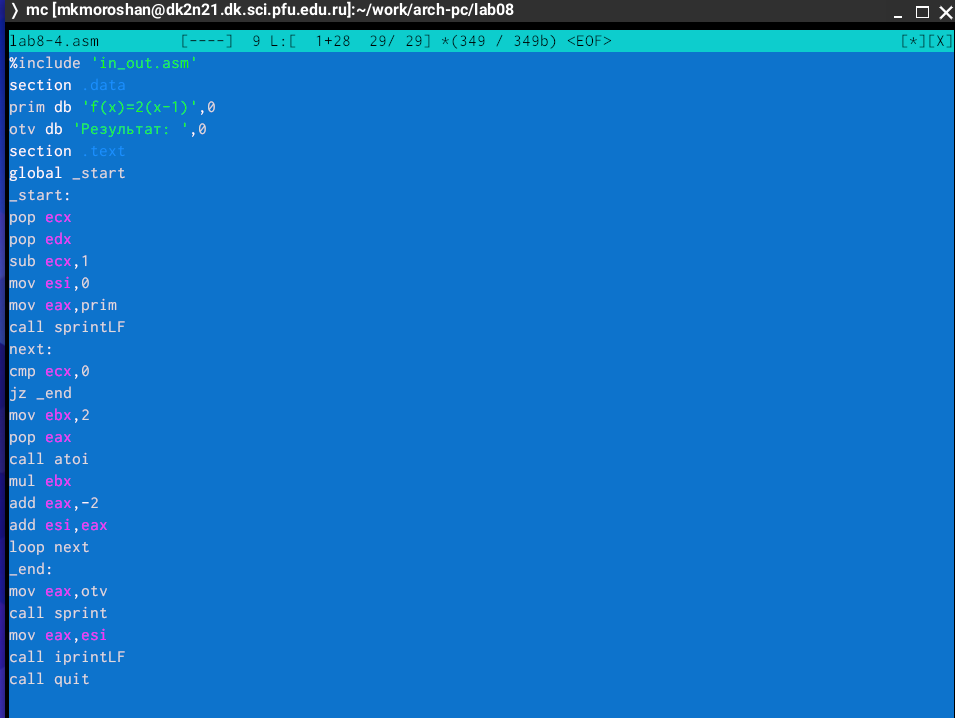 ❭ mc [mkmoroshan@dk2n21.dk.sci.pfu.edu.ru]:~/work/arch-pc/lab08
lab8-4.asm         [----]  9 L:[  1+28  29/ 29] *(349 / 349b) <EOF>                                [*][X]
%include 'in_out.asm'
section .data
prim db 'f(x)=2(x-1)',0
otv db 'Результат: ',0
section .text
global _start
_start:
pop ecx
pop edx
sub ecx,1
mov esi,0
mov eax,prim
call sprintLF
next:
cmp ecx,0
jz _end
mov ebx,2
pop eax
call atoi
mul ebx
add eax,-2
add esi,eax
loop next
_end:
mov eax,otv
call sprint
mov eax,esi
call iprintLF
call quit